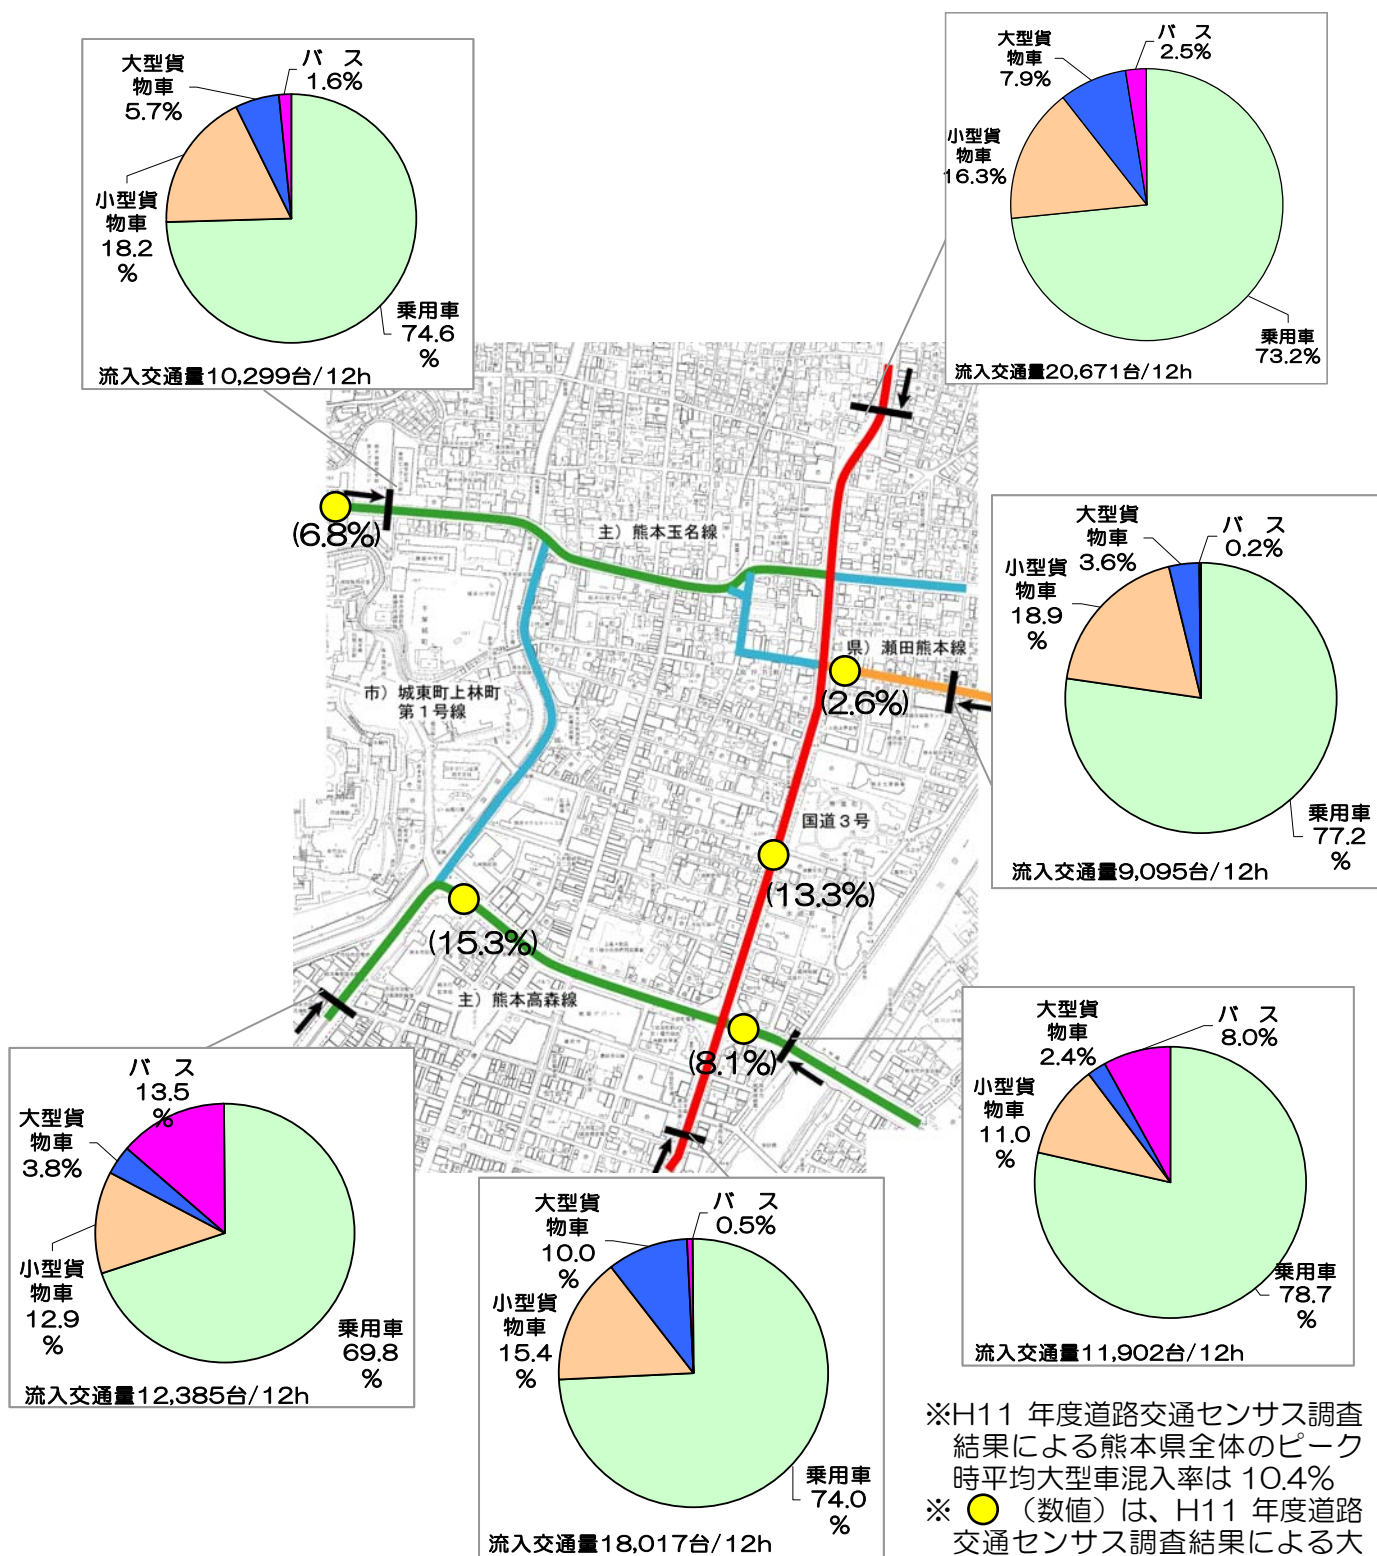 大型貨
物車
5.7%
バ ス
1.6%
小型貨
物車
18.2
%
乗用車
74.6
%
流入交通量10,299台/12h
大型貨
物車
7.9%
バ ス
2.5%
小型貨
物車
16.3%
乗用車
73.2%
流入交通量20,671台/12h
(6.8%)
主）熊本玉名線
県）瀬田熊本線
(2.6%)
市）城東町上林町
第１号線
国道３号
(13.3%)
(15.3%)
主）熊本高森線
(8.1%)
大型貨
物車
3.6%
バ ス
0.2%
小型貨
物車
18.9
%
乗用車
77.2
%
流入交通量9,095台/12h
バ ス
13.5
%
大型貨
物車
3.8%
小型貨
物車
12.9
%
乗用車
69.8
%
流入交通量12,385台/12h
大型貨
物車
10.0
%
バ ス
0.5%
小型貨
物車
15.4
%
乗用車
74.0
%
流入交通量18,017台/12h
大型貨
物車
2.4%
バ ス
8.0%
小型貨
物車
11.0
%
乗用車
78.7
%
流入交通量11,902台/12h
※H11 年度道路交通センサス調査
結果による熊本県全体のピーク
時平均大型車混入率は 10.4%
※ （数値）は、H11 年度道路
交通センサス調査結果による大